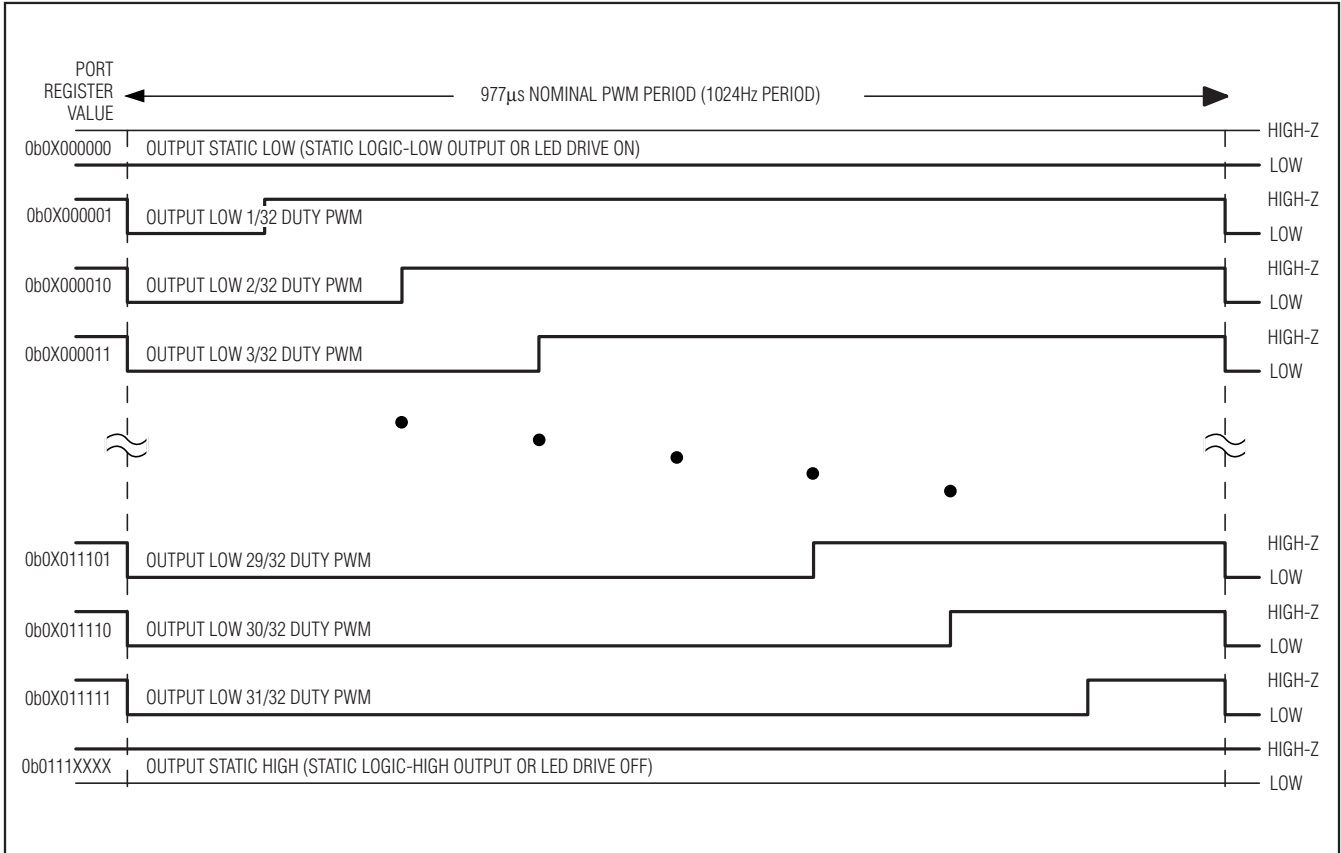 PORT
REGISTER
VALUE
977μs NOMINAL PWM PERIOD (1024Hz PERIOD)
HIGH-Z
0b0X000000 OUTPUT STATIC LOW (STATIC LOGIC-LOW OUTPUT OR LED DRIVE ON)
LOW
HIGH-Z
0b0X000001 OUTPUT LOW 1/32 DUTY PWM
LOW
HIGH-Z
0b0X000010 OUTPUT LOW 2/32 DUTY PWM
LOW
HIGH-Z
0b0X000011 OUTPUT LOW 3/32 DUTY PWM
LOW
HIGH-Z
0b0X011101 OUTPUT LOW 29/32 DUTY PWM
LOW
HIGH-Z
0b0X011110 OUTPUT LOW 30/32 DUTY PWM
LOW
HIGH-Z
0b0X011111 OUTPUT LOW 31/32 DUTY PWM
LOW
HIGH-Z
0b0111XXXX OUTPUT STATIC HIGH (STATIC LOGIC-HIGH OUTPUT OR LED DRIVE OFF)
LOW